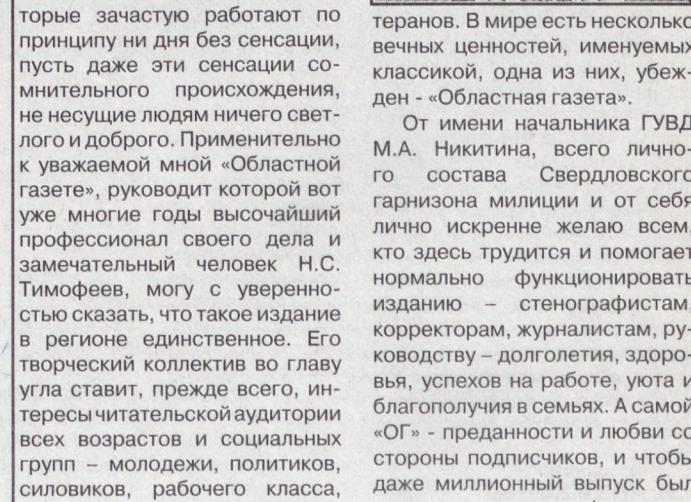 торые зачастую работают по
принципу ни дня без сенсации,
пусть даже эти сенсации со-
мнительного происхождения,
не несущие людям ничего свет-
лого и доброго. Применительно
к уважаемой мной «Областной
газете», руководит которой вот
уже многие годы высочайший
профессионал своего дела и
замечательный человек Н.С.
Тимофеев, могу с уверенно-
стью сказать, что такое издание
в регионе единственное. Его
творческий коллектив во главу
угла ставит, прежде всего, ин-
тересы читательской аудитории
всех возрастов и социальных
групп – молодежи, политиков,
силовиков, рабочего класса,
теранов. В мире есть несколько
вечных ценностей, именуемых
классикой, одна из них, убеж-
ден - «Областная газета».
От имени начальника ГУВД
М.А. Никитина, всего лично-
го состава Свердловского
гарнизона милиции и от себя
лично искренне желаю всем,
кто здесь трудится и помогает
нормально функционировать
изданию – стенографистам,
корректорам, журналистам, ру-
ководству – долголетия, здоро-
вья, успехов на работе, уюта и
благополучия в семьях. А самой
«ОГ» - преданности и любви со
стороны подписчиков, и чтобы
даже миллионный выпуск был